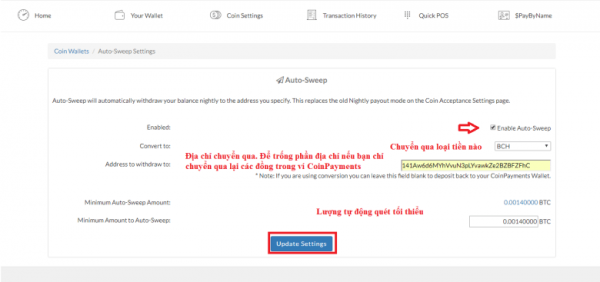 Home Your Wallet Coin Settings Transaction History Quick POS $PayByName
Coin Wallets / Auto-Sweep Settings
Auto-Sweep
Auto-Sweep will automatically withdraw your balance nightly to the address you specify. This replaces the old Nightly payout mode on the Coin Acceptance Settings page.
Enabled: Enable Auto-Sweep
Chuyển qua loại tiền nào
Convert to: BCH
Địa chỉ chuyển qua. Để trống phần địa chỉ nếu bạn chỉ
chuyển qua lại các đồng trong ví CoinPayments
Address to withdraw to: 141Aw6d6MYhVvuN3pLYvawkZe2BZBFZFhC
* Note: If you are using conversion you can leave this field blank to deposit back to your CoinPayments Wallet.
Minimum Auto-Sweep Amount: 0.00140000 BTC
Lượng tự động quét tối thiểu
Minimum Amount to Auto-Sweep: 0.00140000 BTC
Update Settings